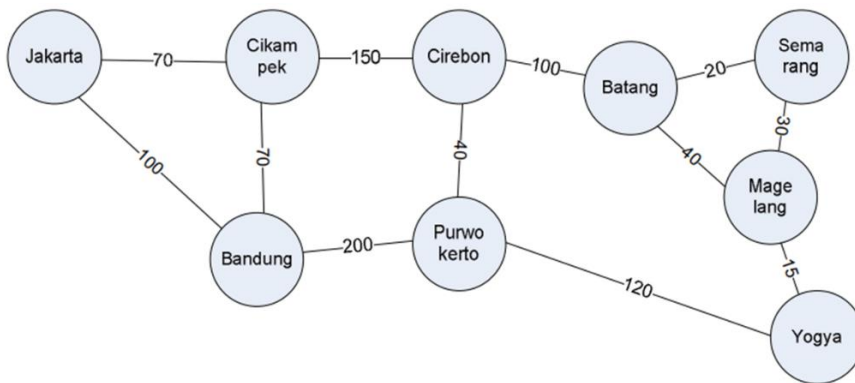 Jakarta
70
Cikam
pek
150
Cirebon
100
Batang
20
Sema
rang
100
70
40
40
30
Mage
lang
Bandung
200
Purwo
kerto
120
15
Yogya